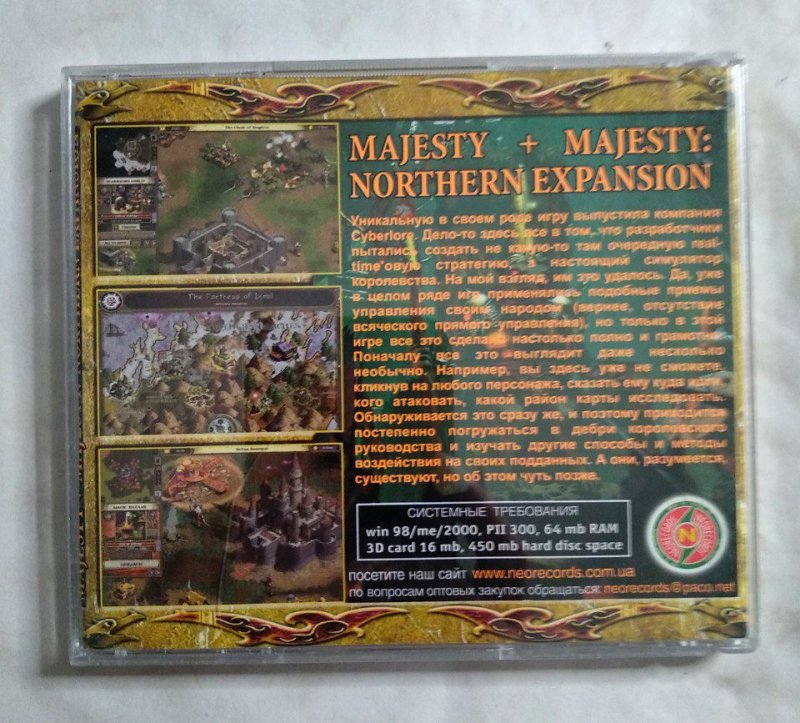 MAJESTY + MAJESTY:
NORTHERN EXPANSION
Уникальную в своем роде игру выпустила компания
Cyberlore. Дело-то здесь все в том, что разработчики
пытались создать не какую-то там очередную real-
time'овую стратегию, а настоящий симулятор
королевства. На мой взгляд, им это удалось. Да, уже
в целом ряде игр применялись подобные приемы
управления своим народом (вернее, отсутствие
всяческого прямого управления), но только в этой
игре все это сделано настолько полно и грамотно.
Поначалу все это выглядит даже несколько
необычно. Например, вы здесь уже не сможете,
кликнув на любого персонажа, сказать ему куда идти,
кого атаковать, какой район карты исследовать.
Обнаруживается это сразу же, и поэтому приходится
постепенно погружаться в дебри королевского
руководства и изучать другие способы и методы
воздействия на своих подданных. А они, разумеется,
существуют, но об этом чуть позже.
СИСТЕМНЫЕ ТРЕБОВАНИЯ
win 98/me/2000, PII 300, 64 mb RAM
3D card 16 mb, 450 mb hard disc space
посетите наш сайт www.neorecords.com.ua
по вопросам оптовых закупок обращаться: neorecords@paco.net
The Fortress of Ixmil
MAGIC BAZAAR
NEORECORDS
N